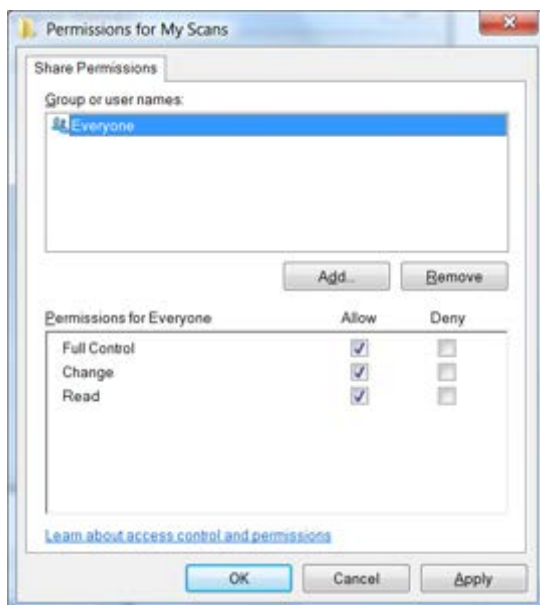 Permissions for My Scans
Share Permissions
Group or user names:
Everyone
Add...
Remove
Permissions for Everyone
Allow
Deny
Full Control
Change
Read
Learn about access control and permissions
OK
Cancel
Apply